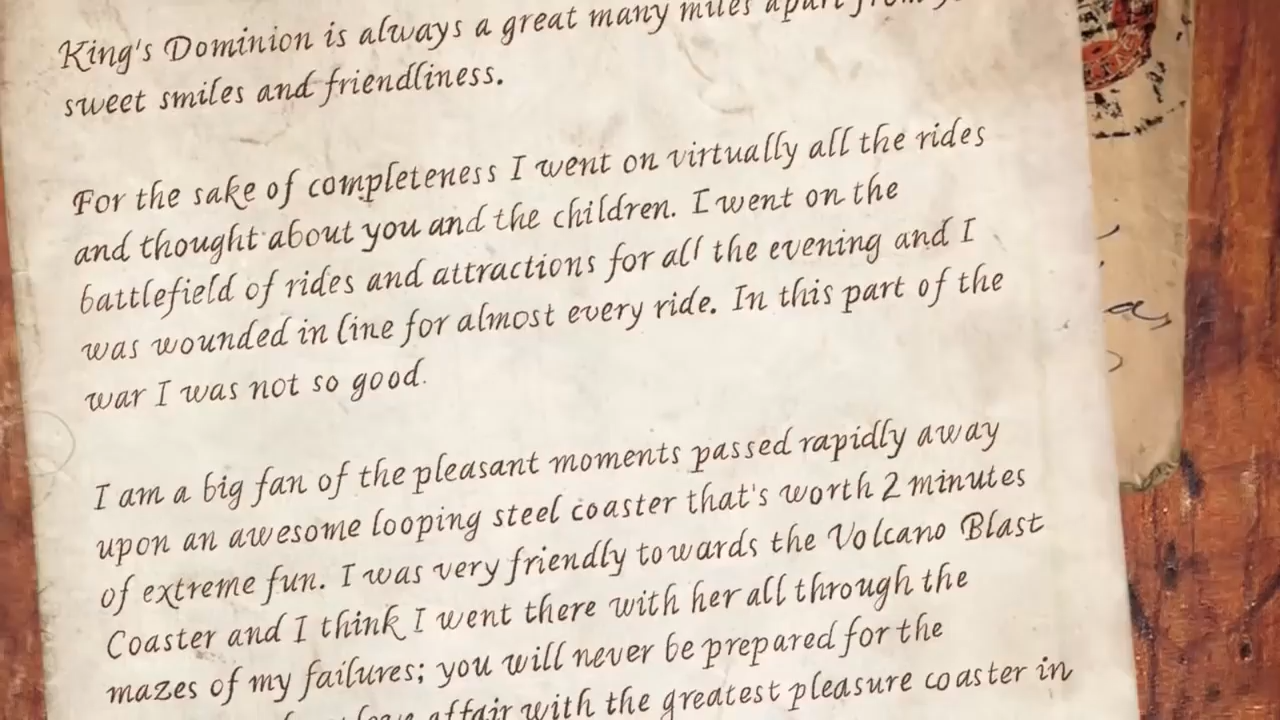 King's Dominion is always a great many miles apart from
sweet smiles and friendliness.
For the sake of completeness I went on virtually all the rides
and thought about you and the children. I went on the
battlefield of rides and attractions for all the evening and I
was wounded in line for almost every ride. In this part of the
war I was not so good.
I am a big fan of the pleasant moments passed rapidly away
upon an awesome looping steel coaster that's worth 2 minutes
of extreme fun. I was very friendly towards the Volcano Blast
Coaster and I think I went there with her all through the
mazes of my failures; you will never be prepared for the
affair with the greatest pleasure coaster in